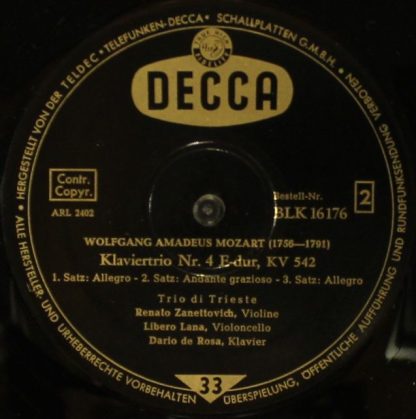 • HERGESTELLT VON DER TELDEC • TELEFUNKEN-DECCA • SCHALLPLATTEN G.M.B.H. •
TAKE WITH
DECCA
Contr.
Copyr.
ARL 2402
Bestell-Nr.
BLK 16176
2
WOLFGANG AMADEUS MOZART (1756—1791)
Klaviertrio Nr. 4 E-dur, KV 542
1. Satz: Allegro - 2. Satz: Andante grazioso - 3. Satz: Allegro
Trio di Trieste
Renato Zanettovich, Violine
Libero Lana, Violoncello
Dario de Rosa, Klavier
33
ALLE HERSTELLER- UND URHEBERRECHTE VORBEHALTEN
ÜBERSPIELUNG, ÖFFENTLICHE AUFFÜHRUNG UND RUNDFUNKSENDUNG VERBOTEN